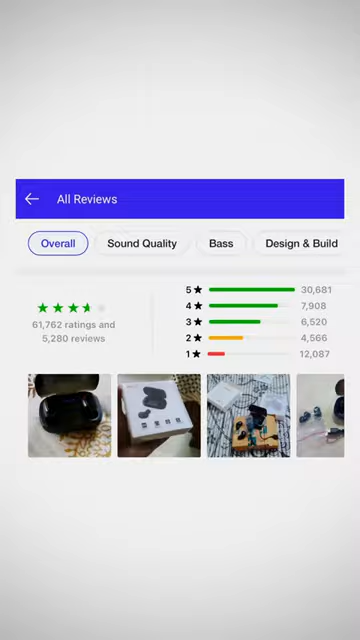 All Reviews
Overall
Sound Quality
Bass
Design & Build
5 ★ 30,681
4 ★ 7,908
3 ★ 6,520
2 ★ 4,566
1 ★ 12,087
61,762 ratings and
5,280 reviews